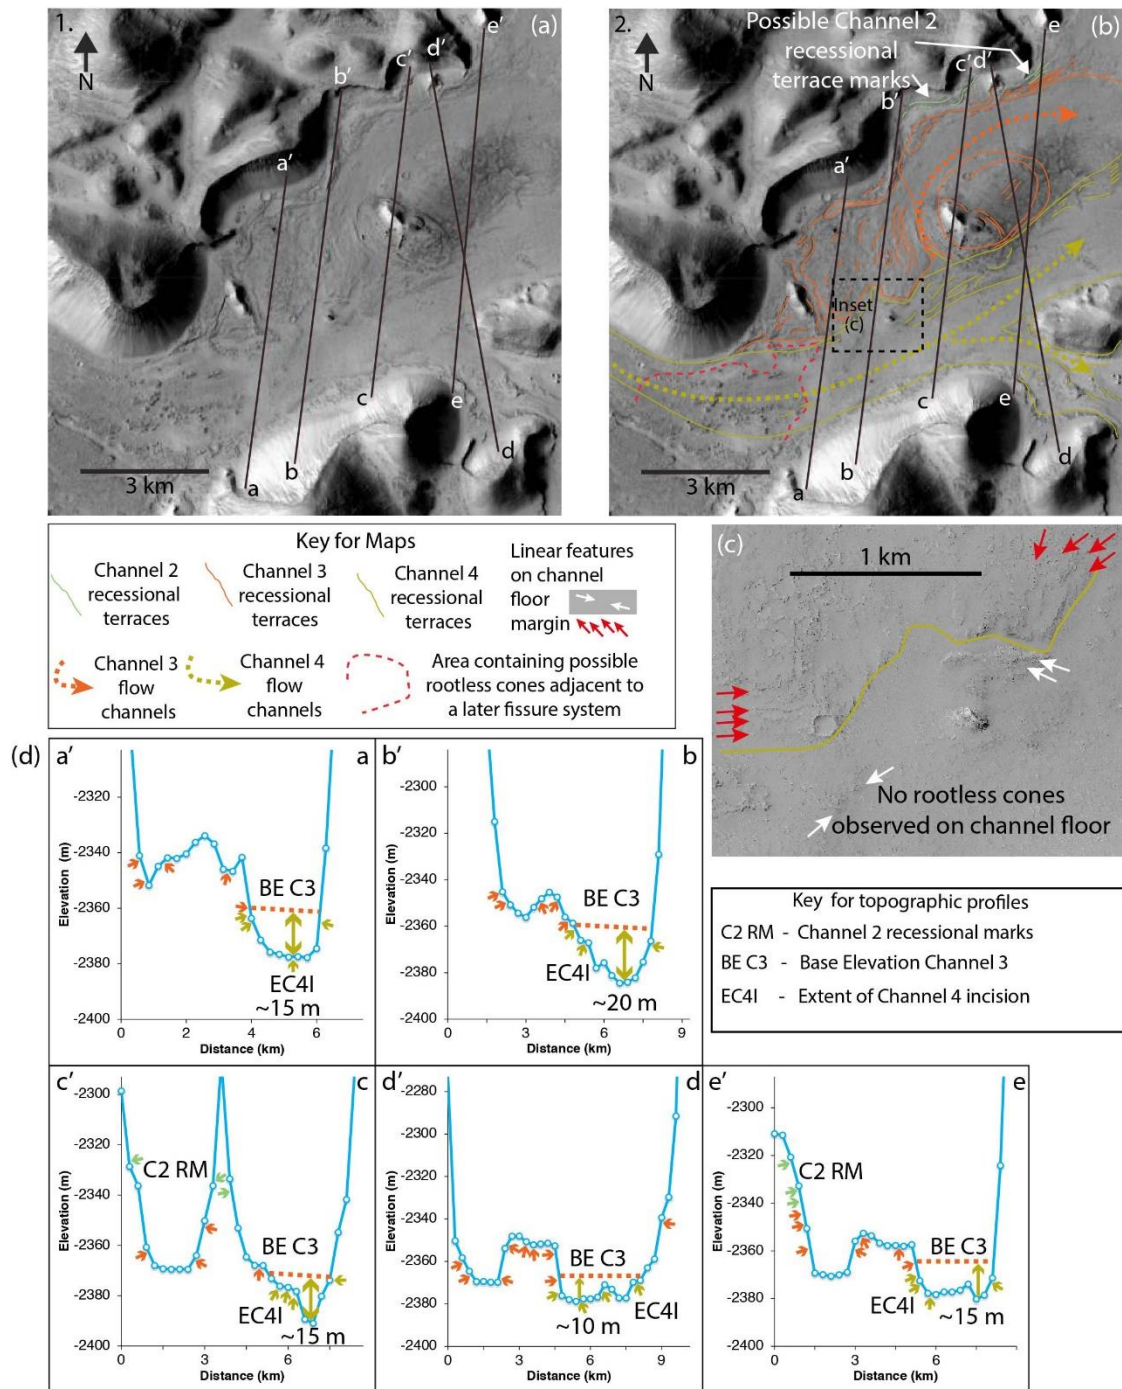 1.
(a)
N
e'
d'
c'
b'
a'
c
e
d
b
a
3 km
2.
(b)
Possible Channel 2
recessional
terrace marks
N
e
c'
d'
b'
a'
Inset
(c)
c
e
d
b
a
3 km
Key for Maps
Channel 2
recessional
terraces
Channel 3
recessional
terraces
Channel 4
recessional
terraces
Linear features
on channel
floor
margin
Channel 3
flow
channels
Channel 4
flow
channels
Area containing possible
rootless cones adjacent to
a later fissure system
(c)
1 km
No rootless cones
observed on channel floor
Key for topographic profiles
C2 RM - Channel 2 recessional marks
BE C3 - Base Elevation Channel 3
EC4I - Extent of Channel 4 incision
(d)
a'
a
Elevation (m)
-2320
-2340
-2360
-2380
-2400
BE C3
EC4I
~15 m
0 2 4 6
Distance (km)
b'
b
Elevation (m)
-2300
-2320
-2340
-2360
-2380
-2400
BE C3
EC4I
~20 m
0 3 6 9
Distance (km)
c'
c
Elevation (m)
-2300
-2320
-2340
-2360
-2380
-2400
C2 RM
BE C3
EC4I
~15 m
0 3 6
Distance (km)
d'
d
Elevation (m)
-2280
-2300
-2320
-2340
-2360
-2380
-2400
BE C3
EC4I
~10 m
0 3 6 9
Distance (km)
e'
e
Elevation (m)
-2300
-2320
-2340
-2360
-2380
-2400
C2 RM
BE C3
EC4I
~15 m
0 3 6
Distance (km)